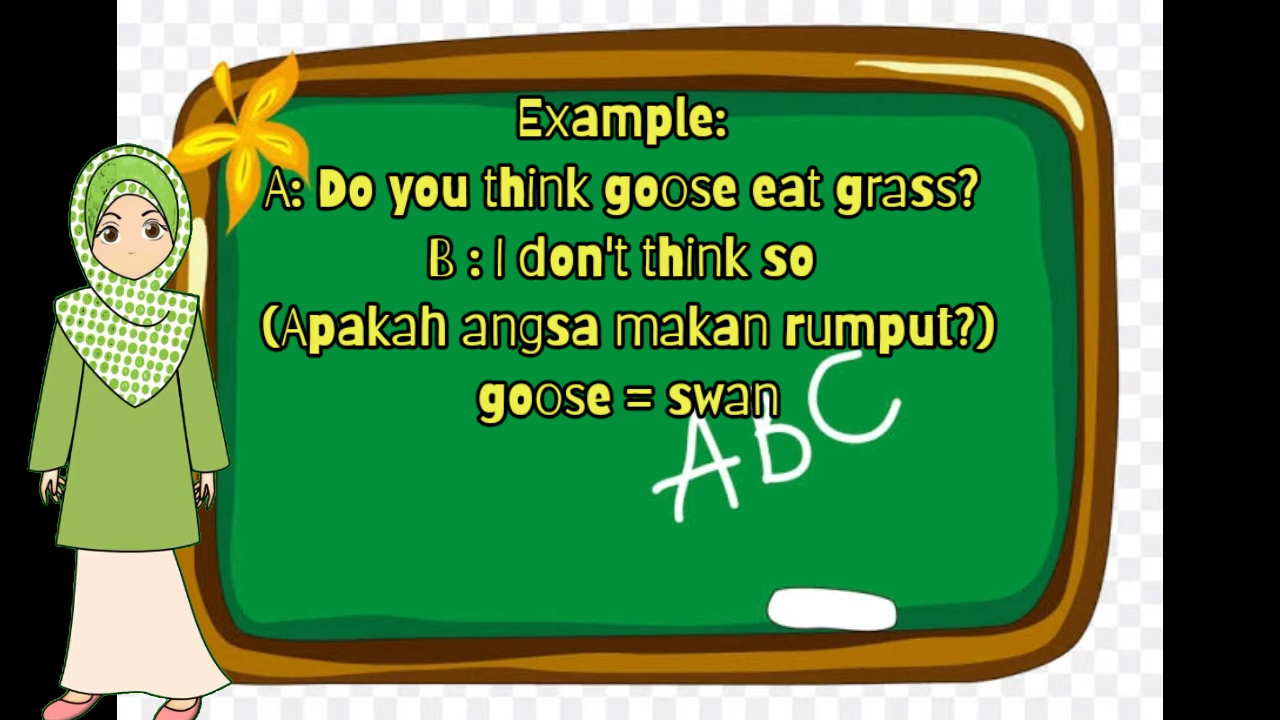 Example:
A: Do you think goose eat grass?
B : I don't think so
(Apakah angsa makan rumput?)
goose = swan
ABC